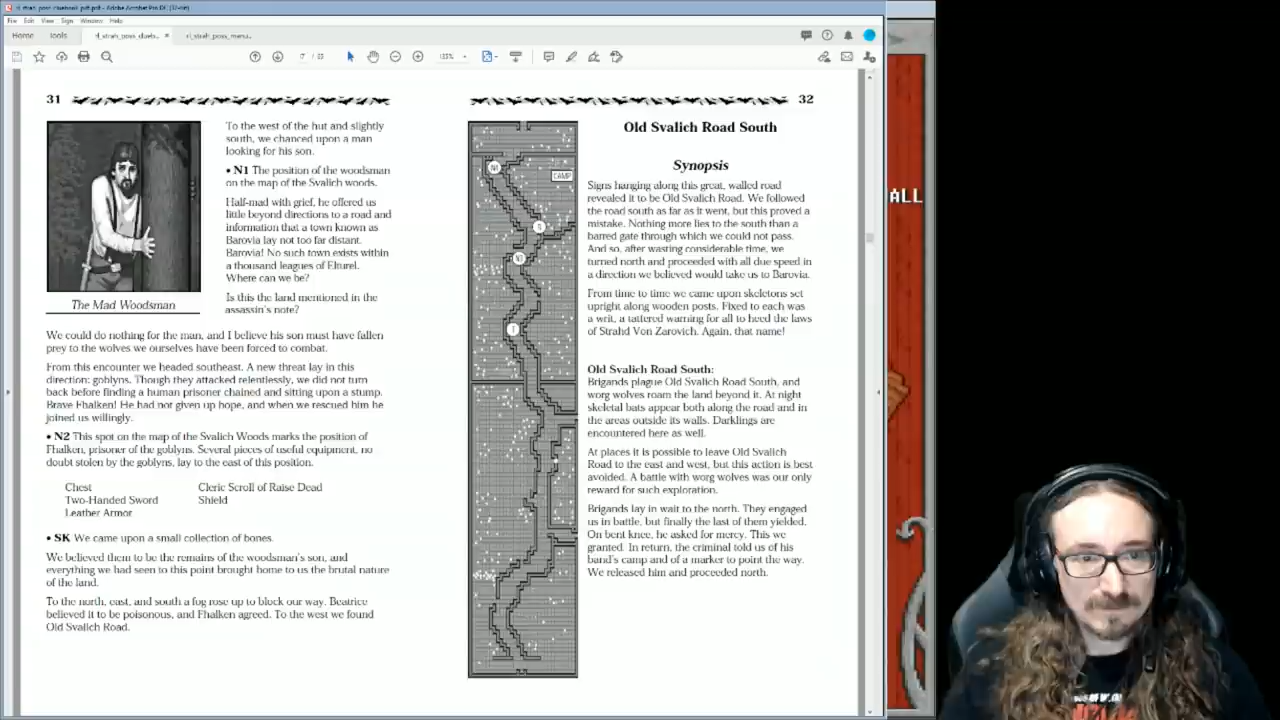 File Edit View Sign Window Help
Home Tools
7 / 35
31
32
To the west of the hut and slightly
south, we chanced upon a man
looking for his son.
• N1 The position of the woodsman
on the map of the Svalich woods.
Half-mad with grief, he offered us
little beyond directions to a road and
information that a town known as
Barovia lay not too far distant.
Barovia! No such town exists within
a thousand leagues of Elturel.
Where can we be?
Is this the land mentioned in the
assassin's note?
The Mad Woodsman
We could do nothing for the man, and I believe his son must have fallen
prey to the wolves we ourselves have been forced to combat.
From this encounter we headed southeast. A new threat lay in this
direction: goblyns. Though they attacked relentlessly, we did not turn
back before finding a human prisoner chained and sitting upon a stump.
Brave Fhalken! He had not given up hope, and when we rescued him he
joined us willingly.
• N2 This spot on the map of the Svalich Woods marks the position of
Fhalken, prisoner of the goblyns. Several pieces of useful equipment, no
doubt stolen by the goblyns, lay to the east of this position.
Chest Cleric Scroll of Raise Dead
Two-Handed Sword Shield
Leather Armor
• SK We came upon a small collection of bones.
We believed them to be the remains of the woodsman's son, and
everything we had seen to this point brought home to us the brutal nature
of the land.
To the north, east, and south a fog rose up to block our way. Beatrice
believed it to be poisonous, and Fhalken agreed. To the west we found
Old Svalich Road.
N4
CAMP
N3
Old Svalich Road South
Synopsis
Signs hanging along this great, walled road
revealed it to be Old Svalich Road. We followed
the road south as far as it went, but this proved a
mistake. Nothing more lies to the south than a
barred gate through which we could not pass.
And so, after wasting considerable time, we
turned north and proceeded with all due speed in
a direction we believed would take us to Barovia.
From time to time we came upon skeletons set
upright along wooden posts. Fixed to each was
a writ, a tattered warning for all to heed the laws
of Strahd Von Zarovich. Again, that name!
Old Svalich Road South:
Brigands plague Old Svalich Road South, and
worg wolves roam the land beyond it. At night
skeletal bats appear both along the road and in
the areas outside its walls. Darklings are
encountered here as well.
At places it is possible to leave Old Svalich
Road to the east and west, but this action is best
avoided. A battle with worg wolves was our only
reward for such exploration.
Brigands lay in wait to the north. They engaged
us in battle, but finally the last of them yielded.
On bent knee, he asked for mercy. This we
granted. In return, the criminal told us of his
band's camp and of a marker to point the way.
We released him and proceeded north.
ALL